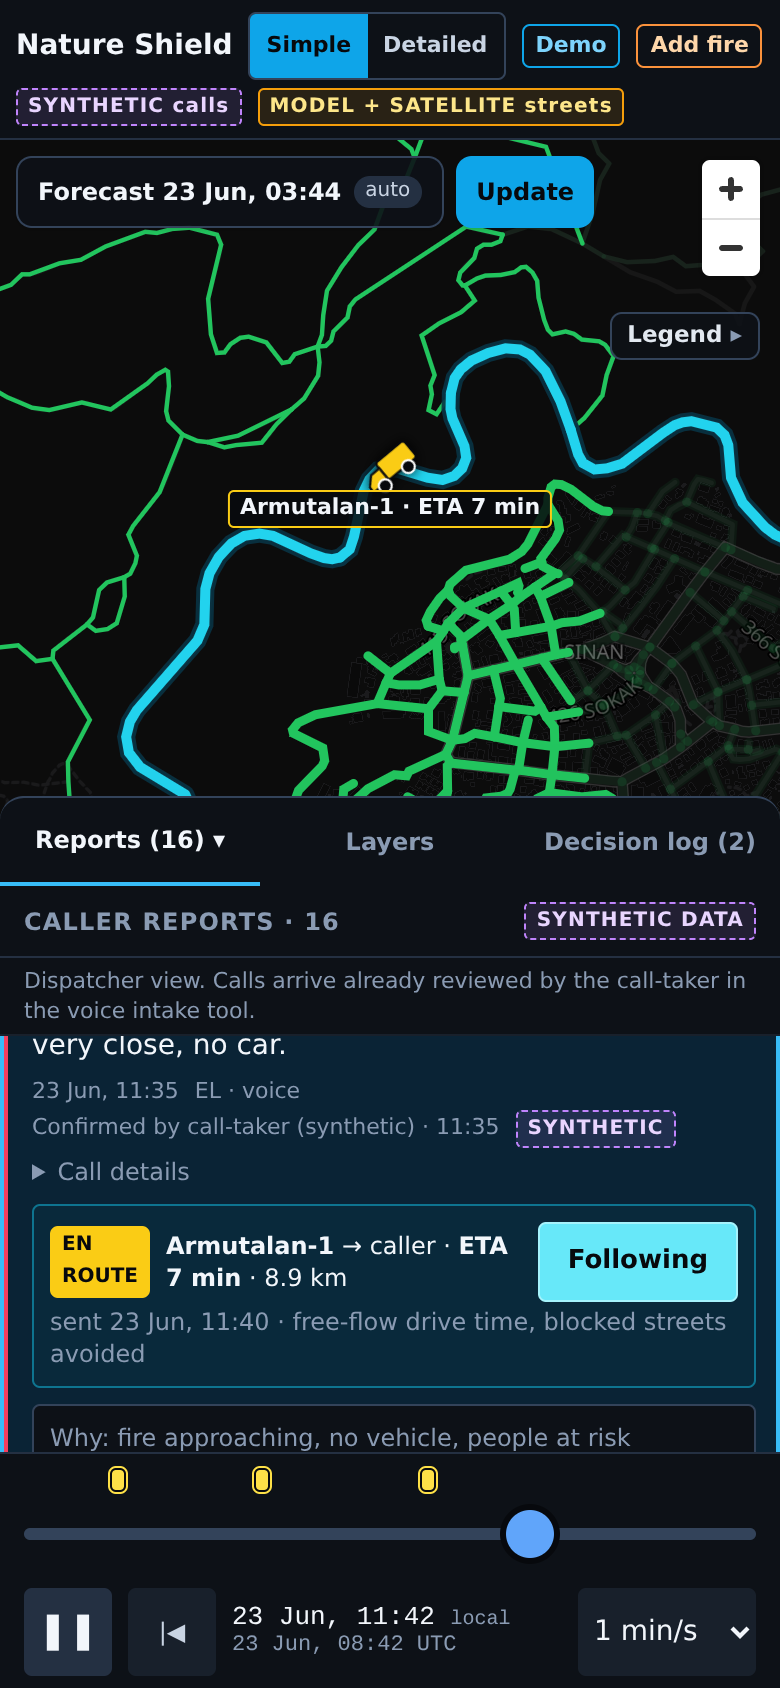 Nature Shield
Simple
Detailed
Demo
Add fire
SYNTHETIC calls
MODEL + SATELLITE streets
Forecast 23 Jun, 03:44 auto
Update
+
−
Legend ▸
Armutalan-1 · ETA 7 min
SINAN
Reports (16) ▾
Layers
Decision log (2)
CALLER REPORTS · 16
SYNTHETIC DATA
Dispatcher view. Calls arrive already reviewed by the call-taker in
the voice intake tool.
very close, no car.
23 Jun, 11:35 EL · voice
Confirmed by call-taker (synthetic) · 11:35 SYNTHETIC
▶ Call details
EN
ROUTE
Armutalan-1 → caller · ETA
7 min · 8.9 km
Following
sent 23 Jun, 11:40 · free-flow drive time, blocked streets
avoided
Why: fire approaching, no vehicle, people at risk
23 Jun, 11:42 local
23 Jun, 08:42 UTC
1 min/s